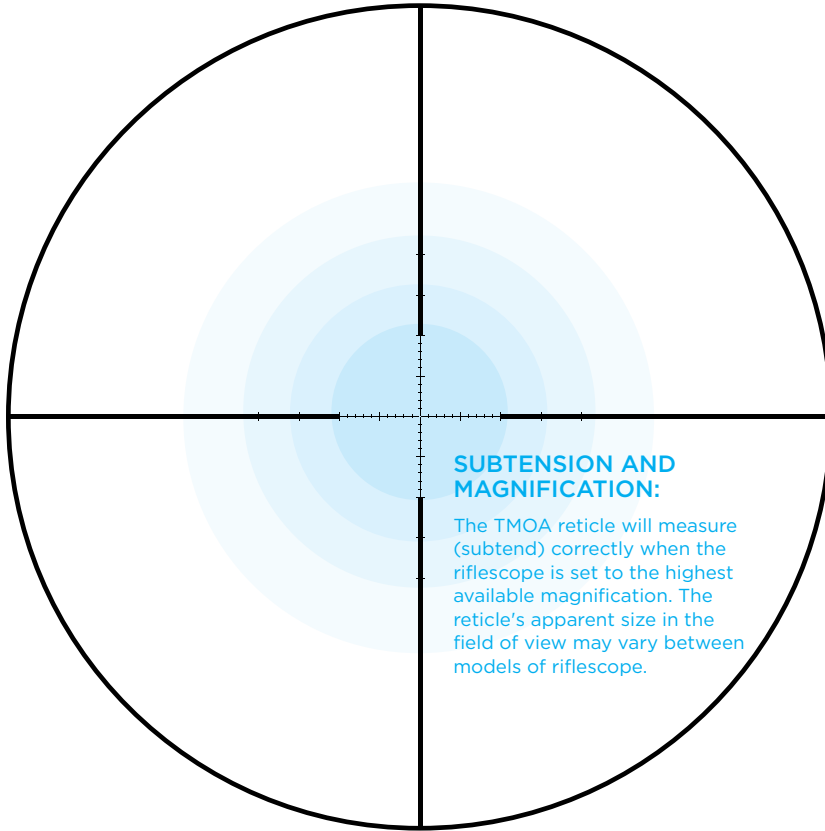 SUBTENSION AND
MAGNIFICATION:
The TMOA reticle will measure
(subtend) correctly when the
riflescope is set to the highest
available magnification. The
reticle's apparent size in the
field of view may vary between
models of riflescope.